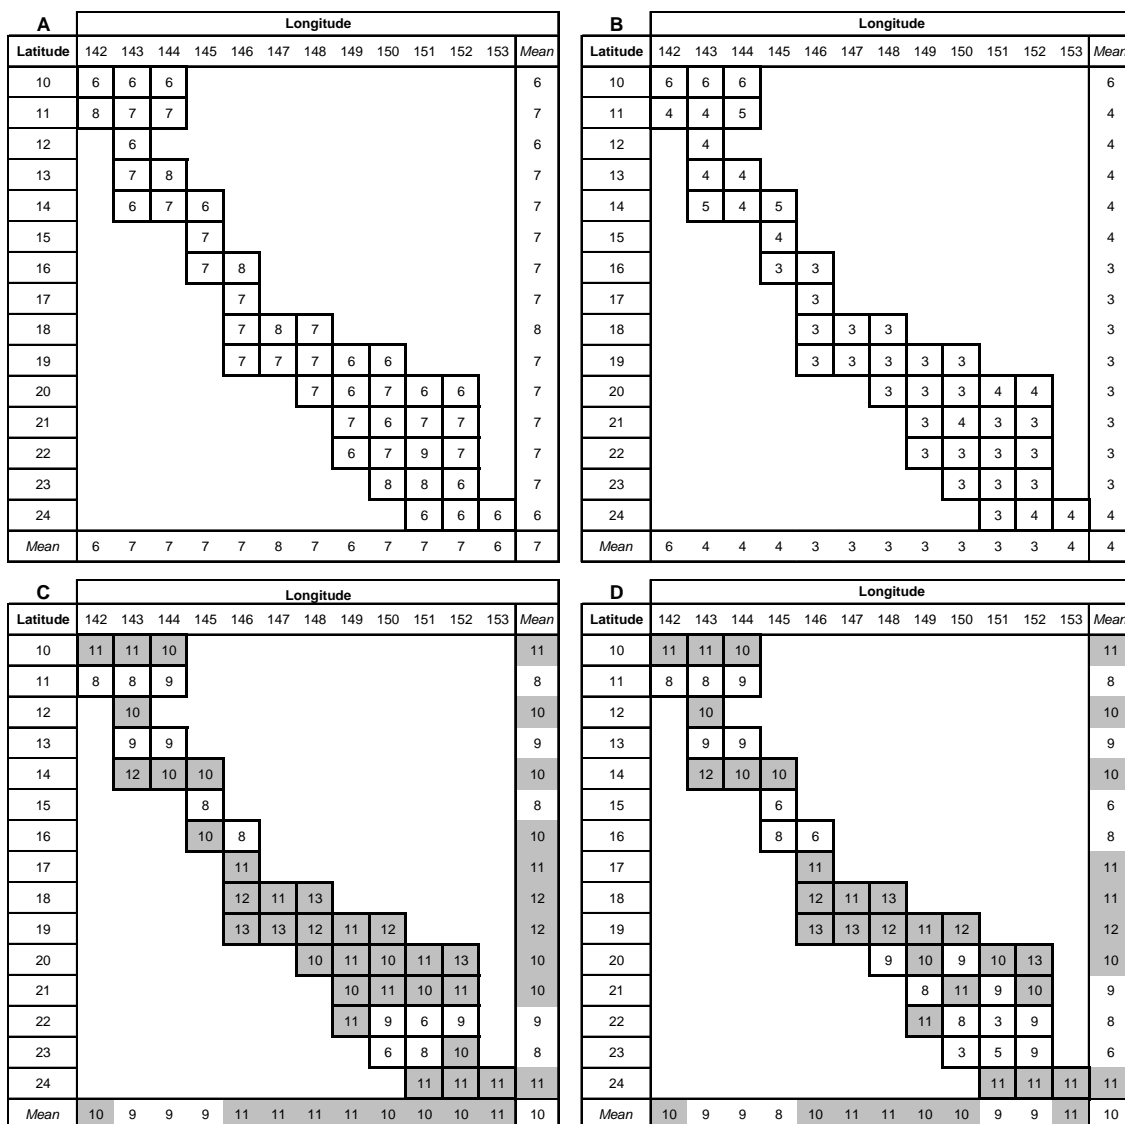 A Longitude
Latitude 142 143 144 145 146 147 148 149 150 151 152 153 Mean
10 6 6 6 6
11 8 7 7 7
12 6 6
13 7 8 7
14 6 7 6 7
15 7 7
16 7 8 7
17 7 7
18 7 8 7 8
19 7 7 7 6 6 7
20 7 6 7 6 6 7
21 7 6 7 7 7
22 6 7 9 7 7
23 8 8 6 7
24 6 6 6 6
Mean 6 7 7 7 7 8 7 6 7 7 7 6 7
B Longitude
Latitude 142 143 144 145 146 147 148 149 150 151 152 153 Mean
10 6 6 6 6
11 4 4 5 4
12 4 4
13 4 4 4
14 5 4 5 4
15 4 4
16 3 3 3
17 3 3
18 3 3 3 3
19 3 3 3 3 3 3
20 3 3 3 4 4 3
21 3 4 3 3 3
22 3 3 3 3 3
23 3 3 3 3
24 3 4 4 4
Mean 6 4 4 4 3 3 3 3 3 3 3 4 4
C Longitude
Latitude 142 143 144 145 146 147 148 149 150 151 152 153 Mean
10 11 11 10 11
11 8 8 9 8
12 10 10
13 9 9 9
14 12 10 10 10
15 8 8
16 10 8 10
17 11 11
18 12 11 13 12
19 13 13 12 11 12 12
20 10 11 10 11 13 10
21 10 11 10 11 10
22 11 9 6 9 9
23 6 8 10 8
24 11 11 11 11
Mean 10 9 9 9 11 11 11 11 10 10 10 11 10
D Longitude
Latitude 142 143 144 145 146 147 148 149 150 151 152 153 Mean
10 11 11 10 11
11 8 8 9 8
12 10 10
13 9 9 9
14 12 10 10 10
15 6 6
16 8 6 8
17 11 11
18 12 11 13 11
19 13 13 12 11 12 12
20 9 10 9 10 13 10
21 8 11 9 10 9
22 11 8 3 9 8
23 3 5 9 6
24 11 11 11 11
Mean 10 9 9 8 10 11 11 10 10 9 9 11 10